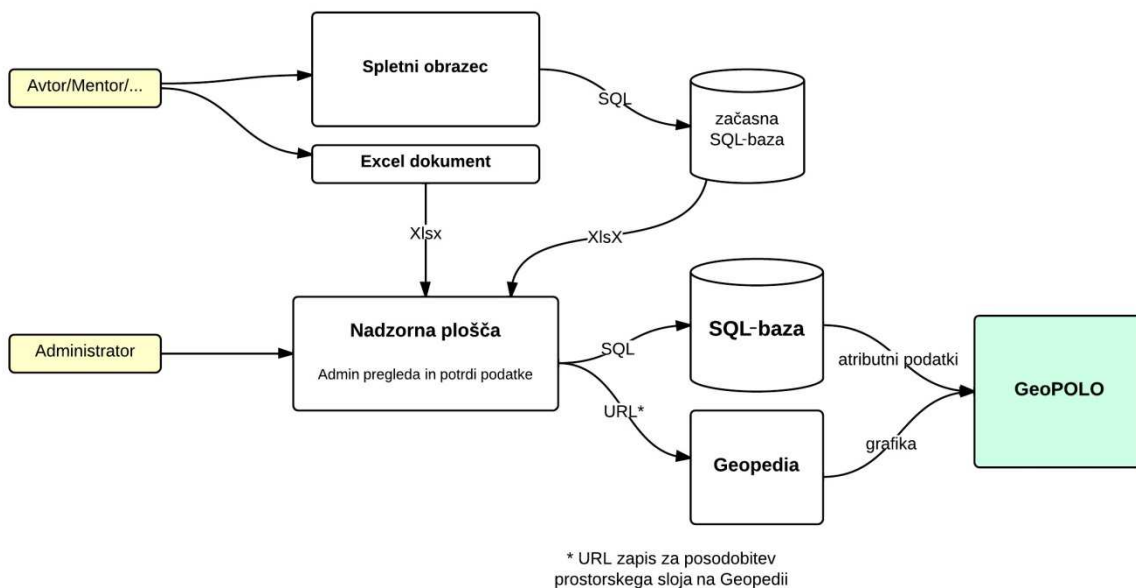 Spletni obrazec
Avtor/Mentor/...
SQL
začasna
SQL-baza
Excel dokument
Xlsx
XlsX
Nadzorna plošča
Admin pregleda in potrdi podatke
Administrator
SQL
SQL-baza
atributni podatki
GeoPOLO
URL*
Geopedia
grafika
* URL zapis za posodobitev
prostorskega sloja na Geopedii